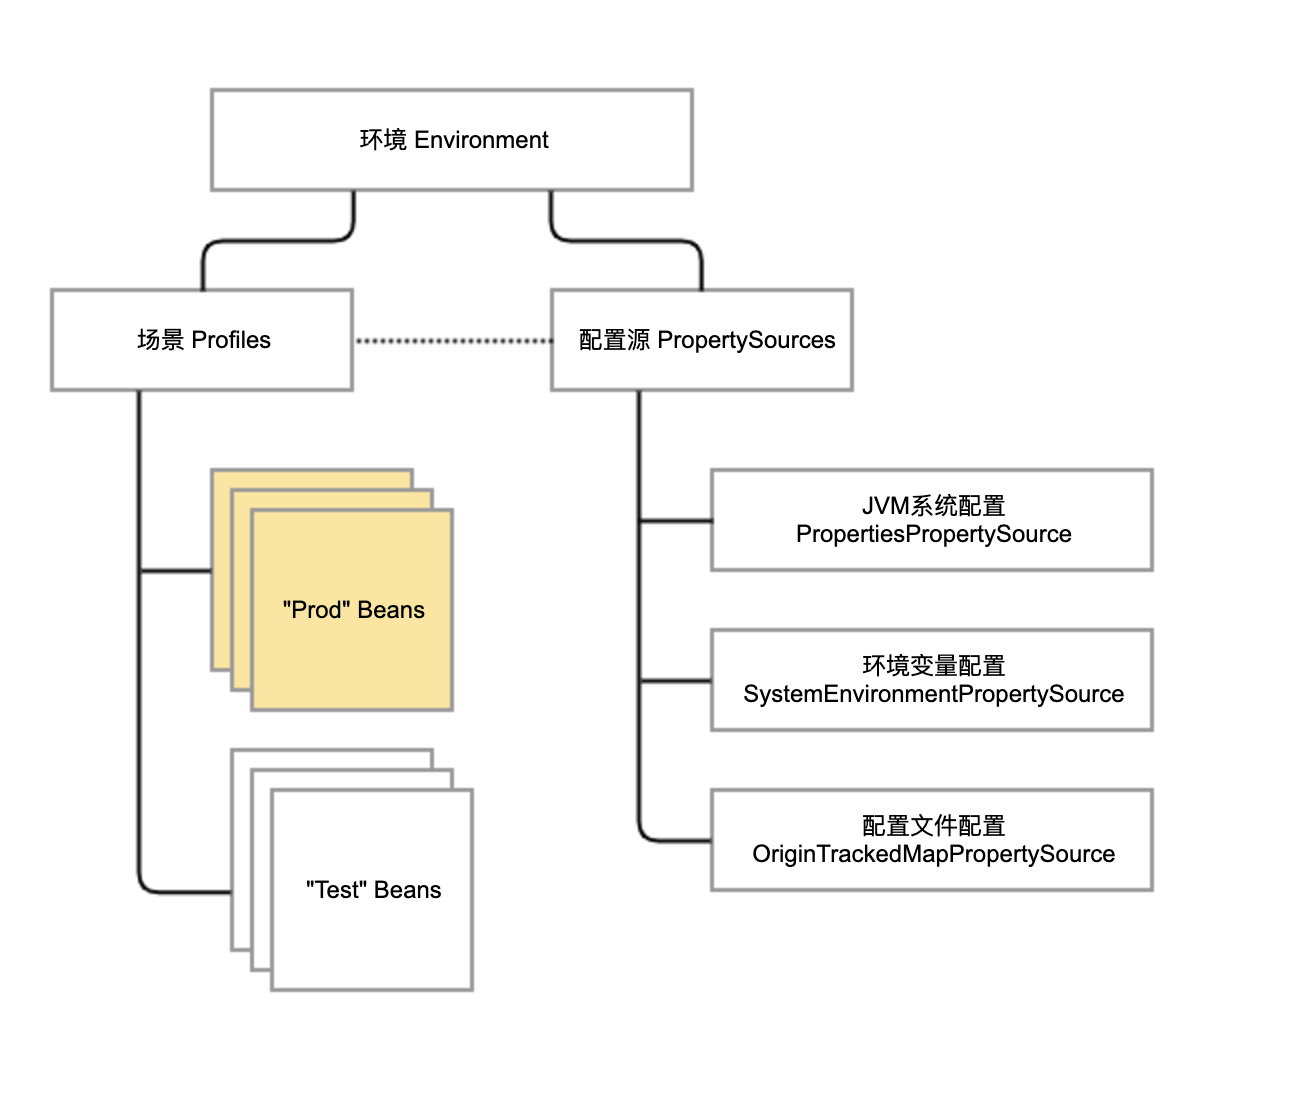 环境 Environment
场景 Profiles
配置源 PropertySources
"Prod" Beans
"Test" Beans
JVM系统配置
PropertiesPropertySource
环境变量配置
SystemEnvironmentPropertySource
配置文件配置
OriginTrackedMapPropertySource